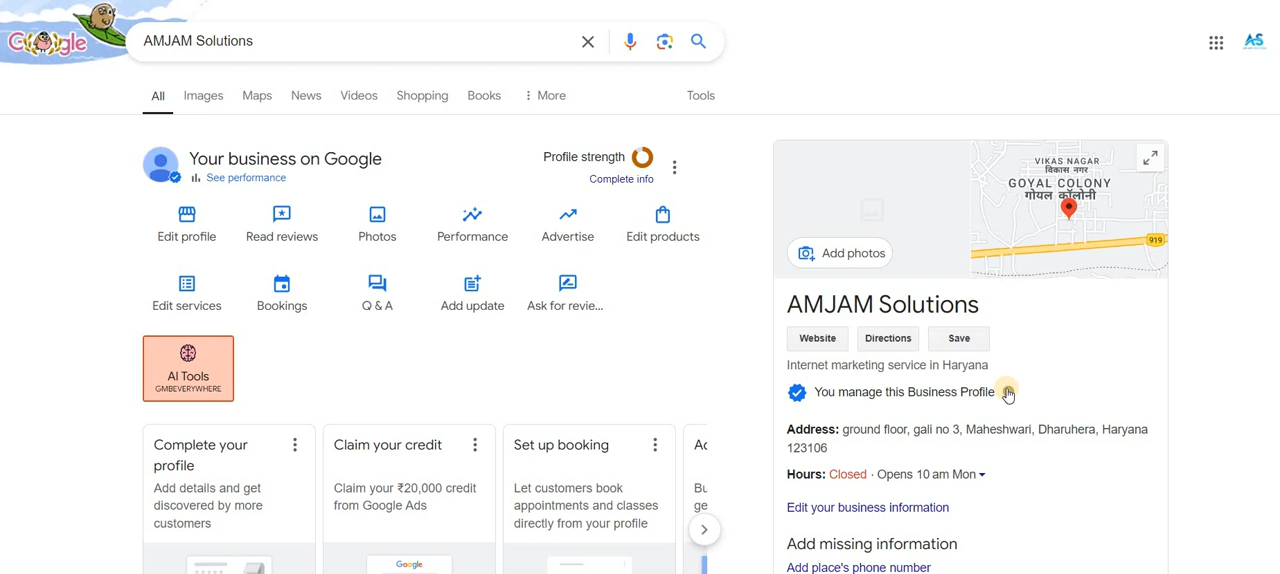 Google
AMJAM Solutions
All Images Maps News Videos Shopping Books More Tools
Your business on Google
See performance
Profile strength
Complete info
Edit profile Read reviews Photos Performance Advertise Edit products
Edit services Bookings Q & A Add update Ask for revie...
AI Tools
GMBEVERYWHERE
Complete your
profile
Add details and get
discovered by more
customers
Claim your credit
Claim your ₹20,000 credit
from Google Ads
Google
Set up booking
Let customers book
appointments and classes
directly from your profile
Ac
Bu
ge
VIKAS NAGAR
विकास नगर
GOYAL COLONY
गोयल कॉलोनी
919
Add photos
AMJAM Solutions
Website Directions Save
Internet marketing service in Haryana
You manage this Business Profile
Address: ground floor, gali no 3, Maheshwari, Dharuhera, Haryana
123106
Hours: Closed · Opens 10 am Mon
Edit your business information
Add missing information
Add place's phone number
AS